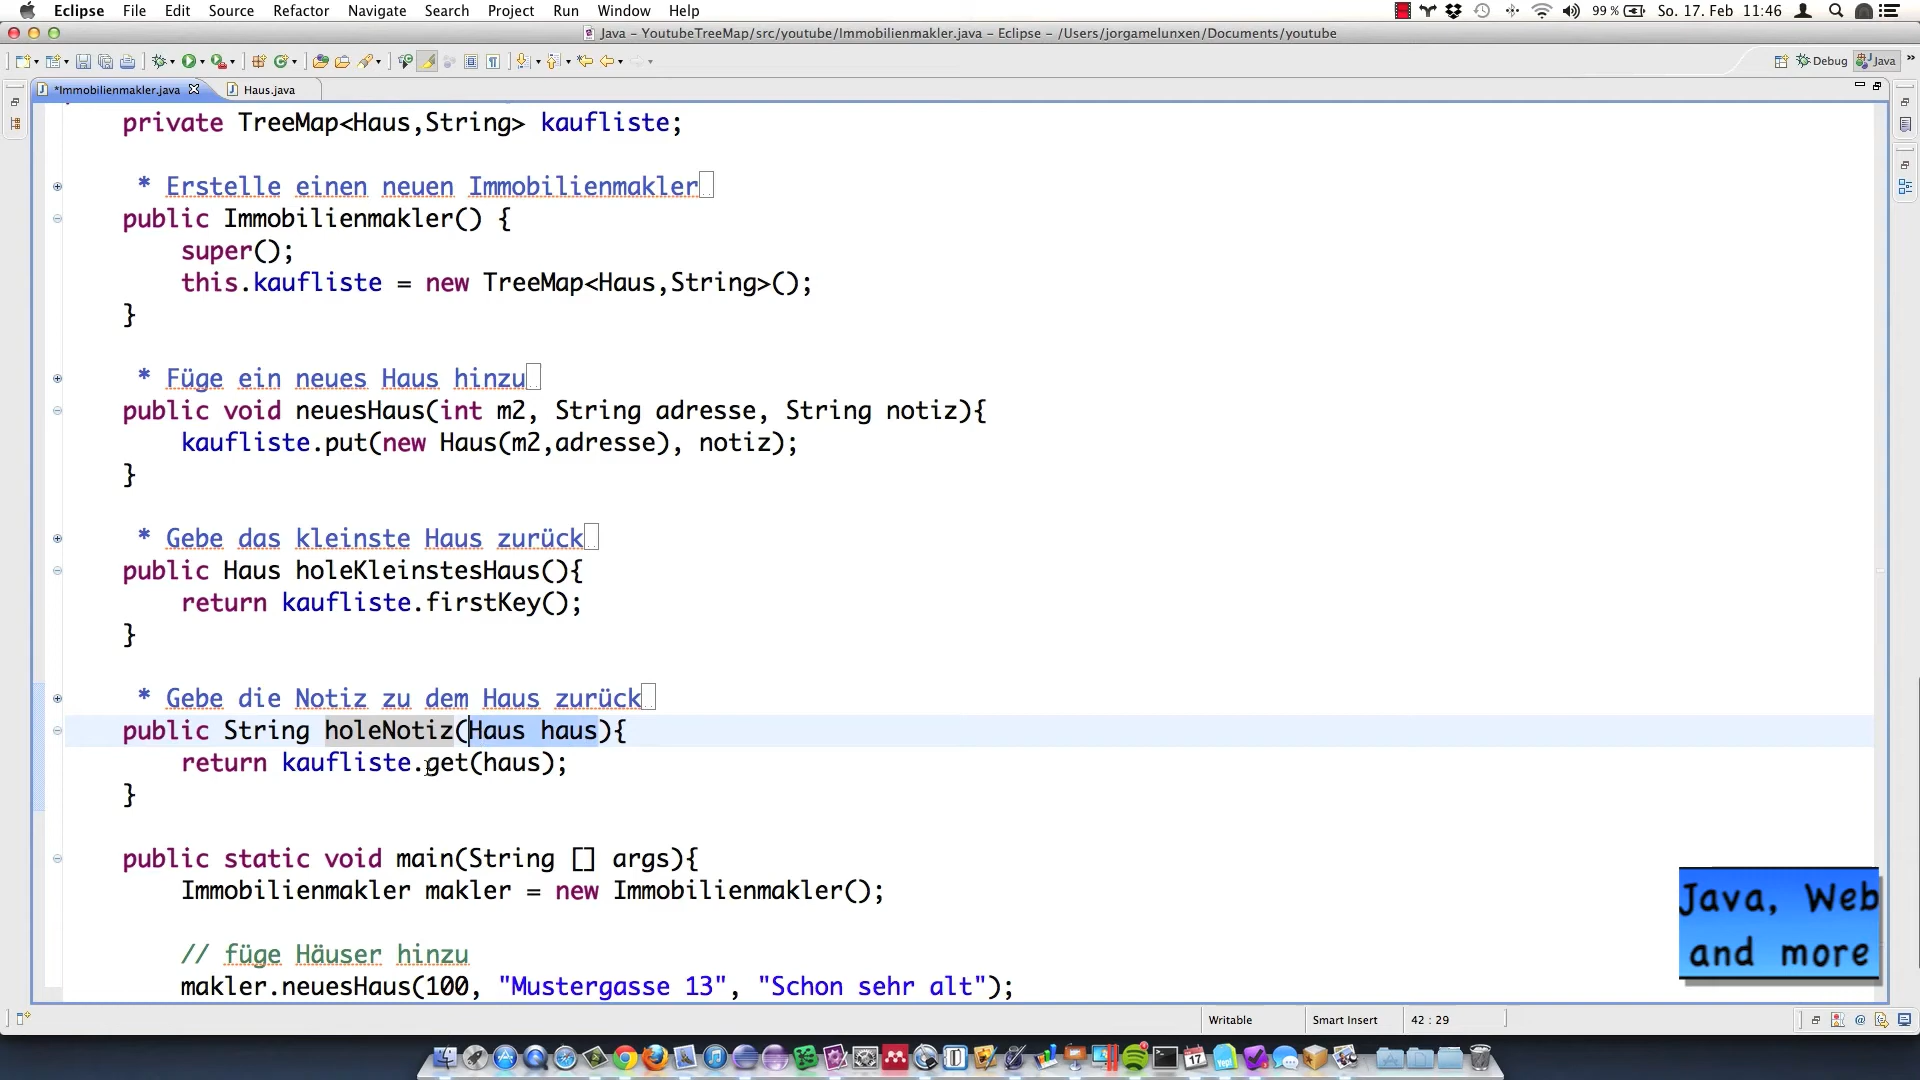 Eclipse File Edit Source Refactor Navigate Search Project Run Window Help 99 % So. 17. Feb 11:46
Java – YoutubeTreeMap/src/youtube/Immobilienmakler.java – Eclipse – /Users/jorgamelunxen/Documents/youtube
Debug Java »
*Immobilienmakler.java Haus.java
private TreeMap<Haus,String> kaufliste;
* Erstelle einen neuen Immobilienmakler
public Immobilienmakler() {
super();
this.kaufliste = new TreeMap<Haus,String>();
}
* Füge ein neues Haus hinzu
public void neuesHaus(int m2, String adresse, String notiz){
kaufliste.put(new Haus(m2,adresse), notiz);
}
* Gebe das kleinste Haus zurück
public Haus holeKleinstesHaus(){
return kaufliste.firstKey();
}
* Gebe die Notiz zu dem Haus zurück
public String holeNotiz(Haus haus){
return kaufliste.get(haus);
}
public static void main(String [] args){
Immobilienmakler makler = new Immobilienmakler();
// füge Häuser hinzu
makler.neuesHaus(100, "Mustergasse 13", "Schon sehr alt");
Java, Web
and more
Writable Smart Insert 42 : 29